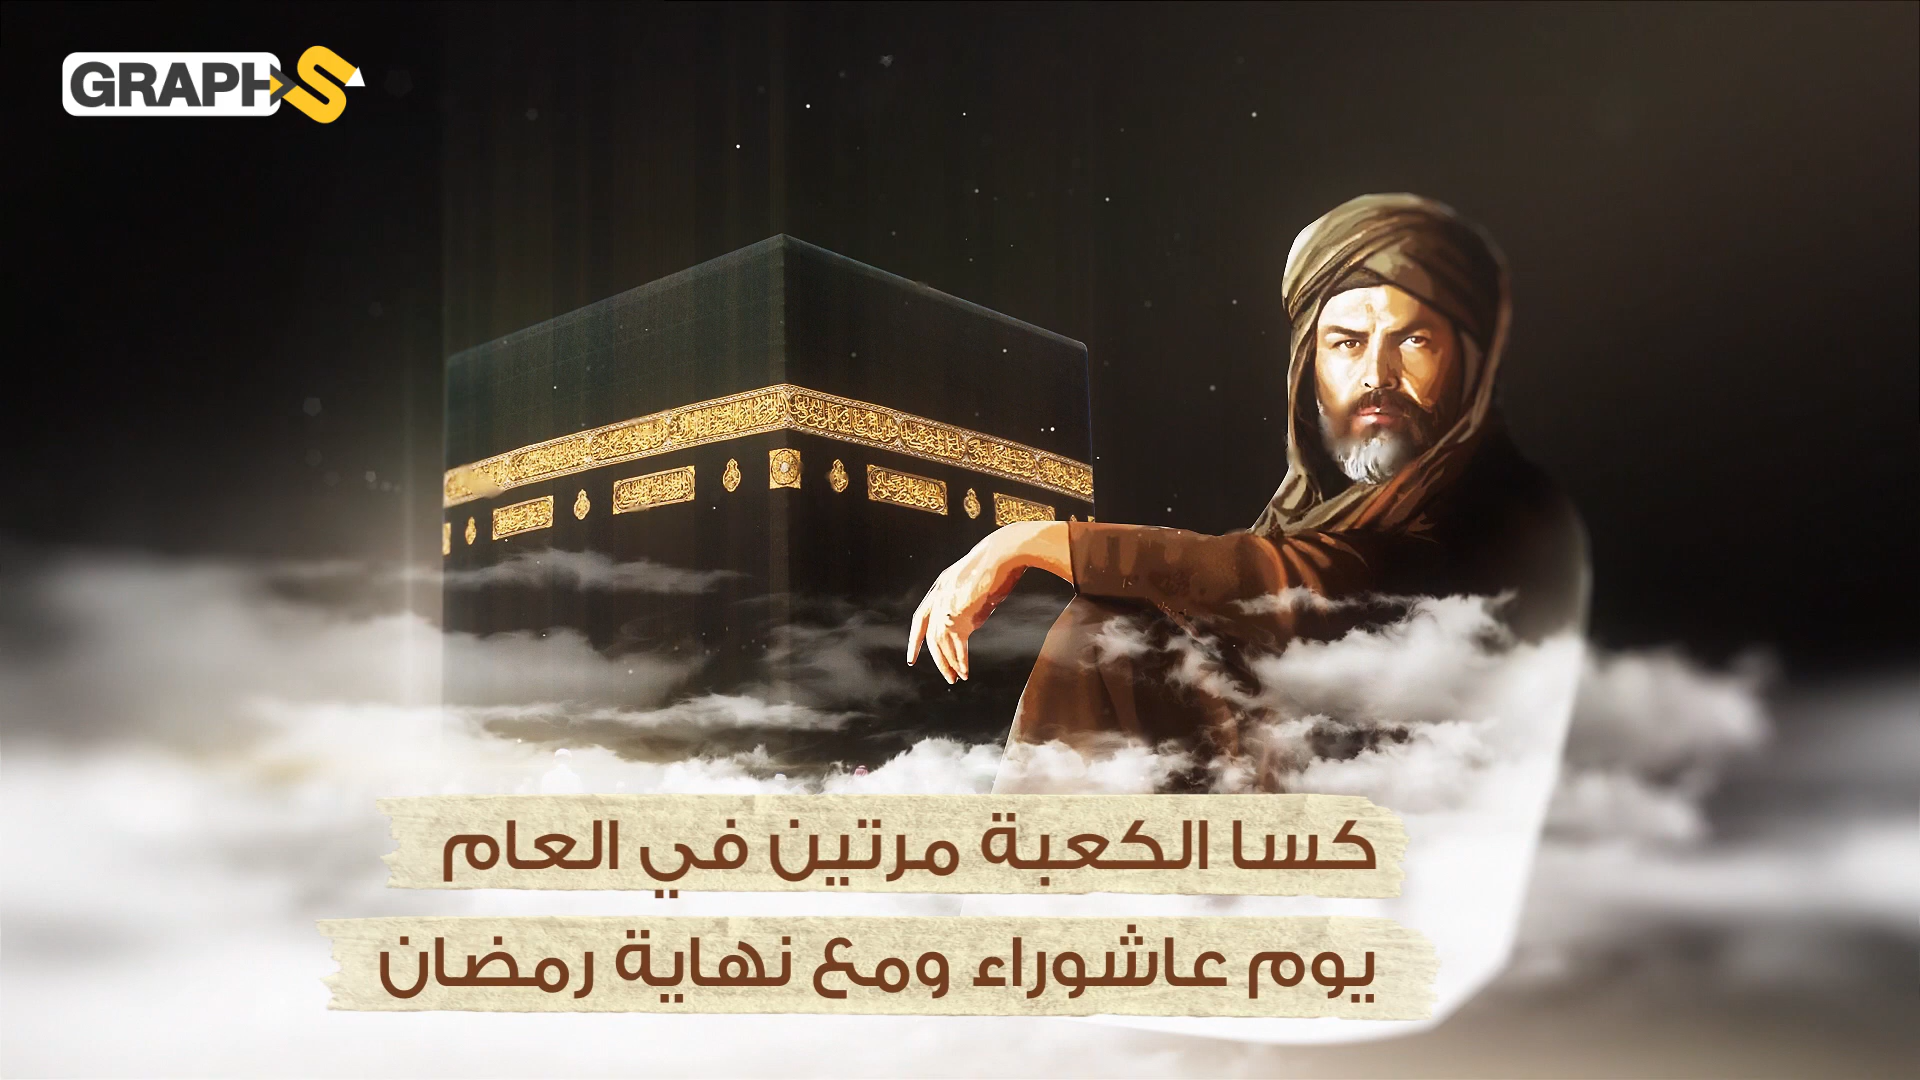 GRAPHS
كسا الكعبة مرتين في العام
يوم عاشوراء ومع نهاية رمضان